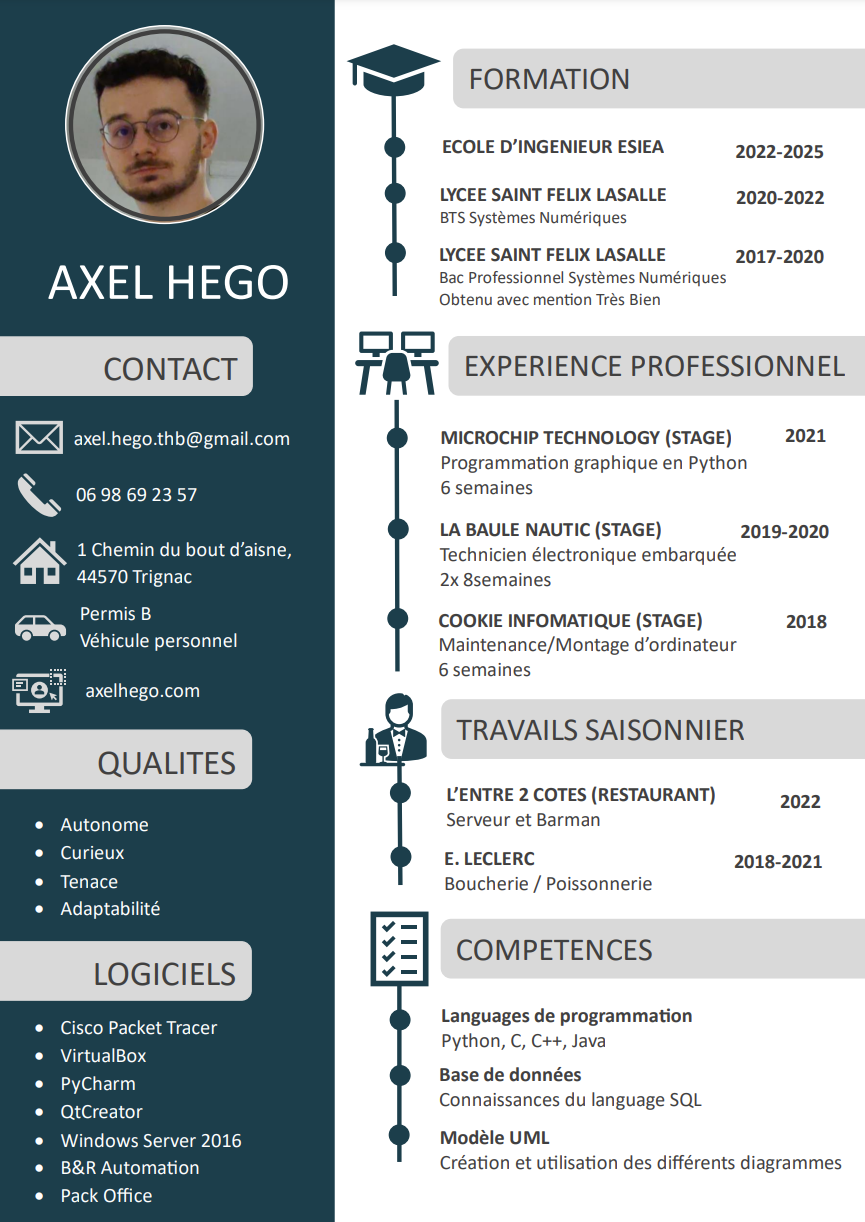 AXEL HEGO
CONTACT
axel.hego.thb@gmail.com
06 98 69 23 57
1 Chemin du bout d’aisne,
44570 Trignac
Permis B
Véhicule personnel
axelhego.com
QUALITES
• Autonome
• Curieux
• Tenace
• Adaptabilité
LOGICIELS
• Cisco Packet Tracer
• VirtualBox
• PyCharm
• QtCreator
• Windows Server 2016
• B&R Automation
• Pack Office
FORMATION
ECOLE D’INGENIEUR ESIEA 2022-2025
LYCEE SAINT FELIX LASALLE 2020-2022
BTS Systèmes Numériques
LYCEE SAINT FELIX LASALLE 2017-2020
Bac Professionnel Systèmes Numériques
Obtenu avec mention Très Bien
EXPERIENCE PROFESSIONNEL
MICROCHIP TECHNOLOGY (STAGE) 2021
Programmation graphique en Python
6 semaines
LA BAULE NAUTIC (STAGE) 2019-2020
Technicien électronique embarquée
2x 8semaines
COOKIE INFOMATIQUE (STAGE) 2018
Maintenance/Montage d’ordinateur
6 semaines
TRAVAILS SAISONNIER
L’ENTRE 2 COTES (RESTAURANT) 2022
Serveur et Barman
E. LECLERC 2018-2021
Boucherie / Poissonnerie
COMPETENCES
Languages de programmation
Python, C, C++, Java
Base de données
Connaissances du language SQL
Modèle UML
Création et utilisation des différents diagrammes